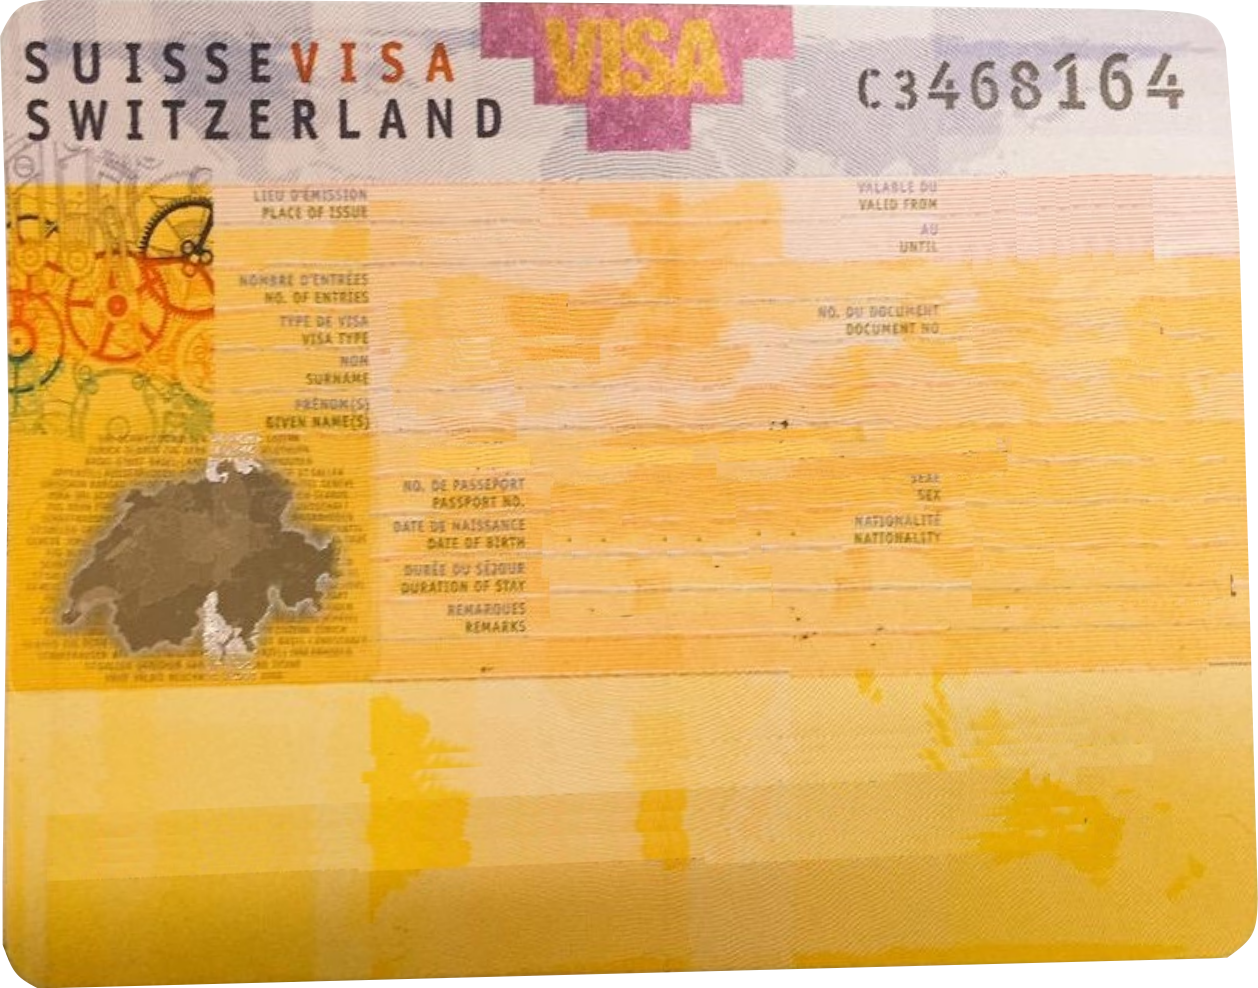 SUISSEVISA
SWITZERLAND
VISA
C3468164
LIEU D'ÉMISSION
PLACE OF ISSUE
VALABLE DU
VALID FROM
AU
UNTIL
NOMBRE D'ENTRÉES
NO. OF ENTRIES
TYPE DE VISA
VISA TYPE
NO. DU DOCUMENT
DOCUMENT NO
NOM
SURNAME
PRÉNOM(S)
GIVEN NAME(S)
NO. DE PASSEPORT
PASSPORT NO.
SEXE
SEX
DATE DE NAISSANCE
DATE OF BIRTH
NATIONALITÉ
NATIONALITY
DURÉE DU SÉJOUR
DURATION OF STAY
REMARQUES
REMARKS